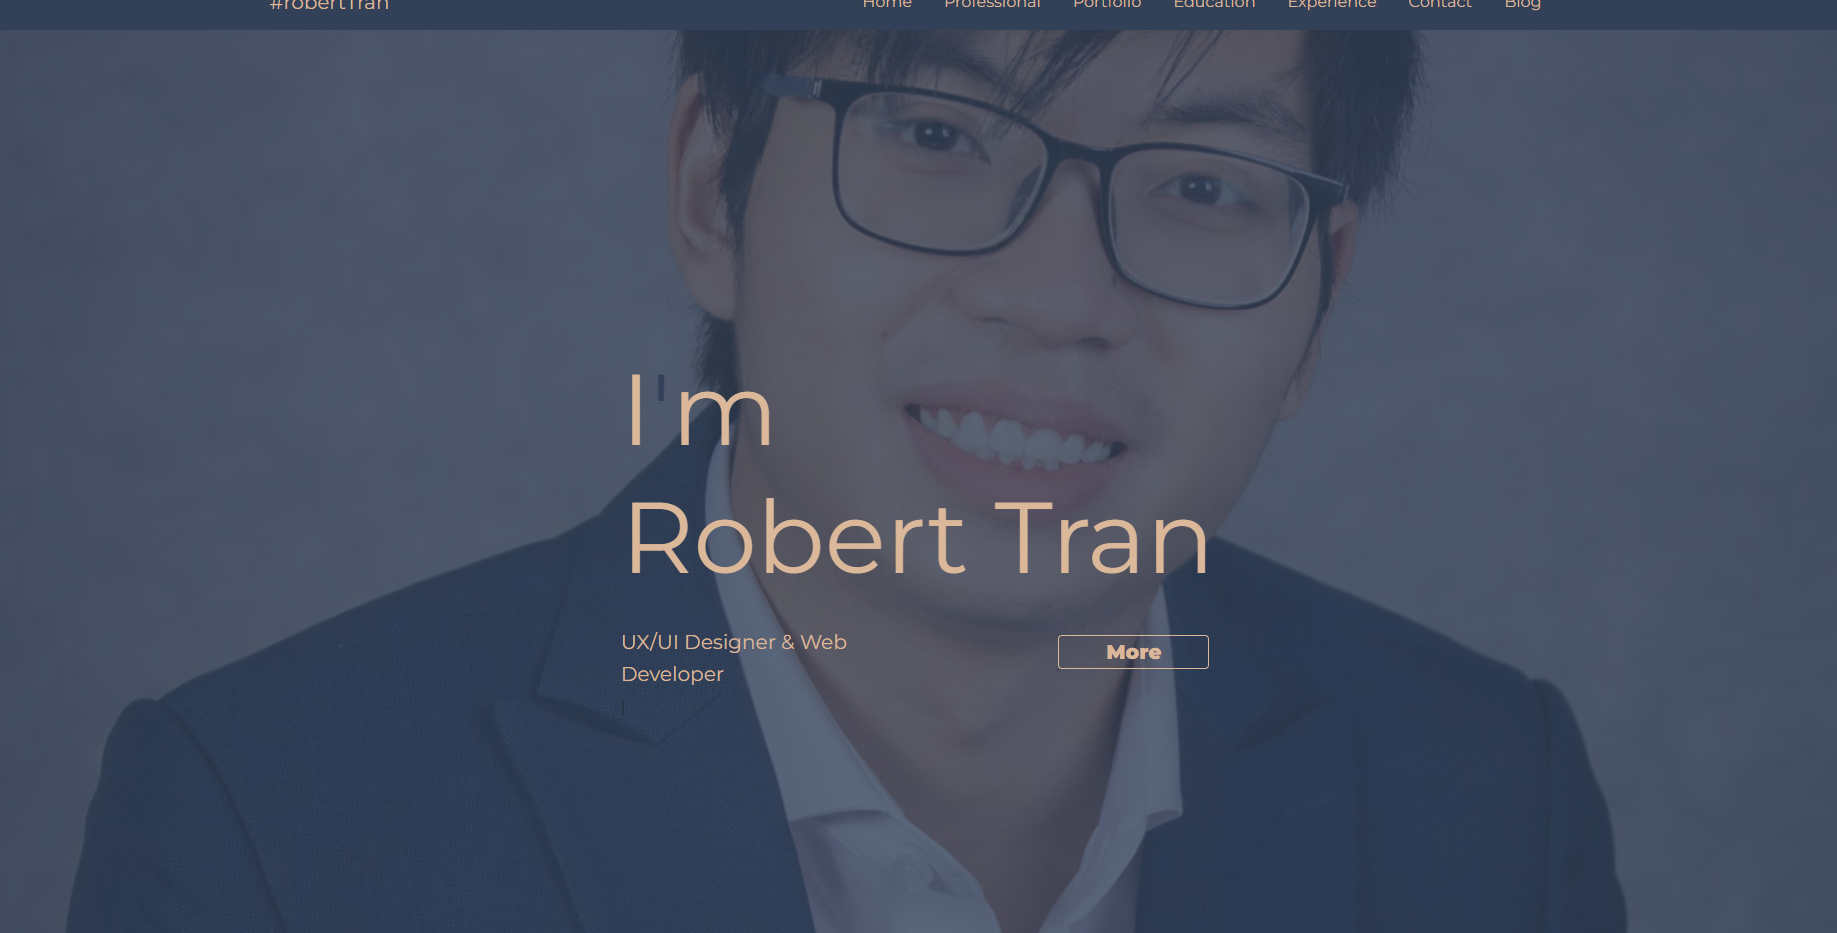 #robertTran Home Professional Portfolio Education Experience Contact Blog
I'm
Robert Tran
UX/UI Designer & Web
Developer
More